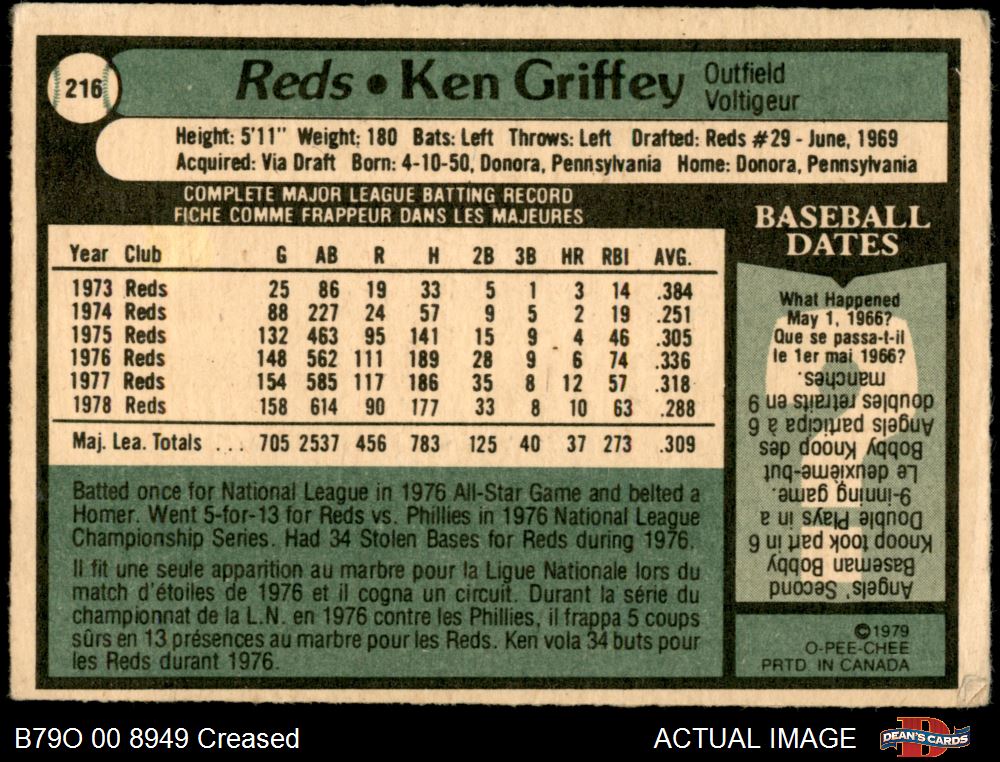 216
Reds • Ken Griffey Outfield
Voltigeur
Height: 5'11" Weight: 180 Bats: Left Throws: Left Drafted: Reds #29 - June, 1969
Acquired: Via Draft Born: 4-10-50, Donora, Pennsylvania Home: Donora, Pennsylvania
COMPLETE MAJOR LEAGUE BATTING RECORD
FICHE COMME FRAPPEUR DANS LES MAJEURES
Year Club G AB R H 2B 3B HR RBI AVG.
1973 Reds 25 86 19 33 5 1 3 14 .384
1974 Reds 88 227 24 57 9 5 2 19 .251
1975 Reds 132 463 95 141 15 9 4 46 .305
1976 Reds 148 562 111 189 28 9 6 74 .336
1977 Reds 154 585 117 186 35 8 12 57 .318
1978 Reds 158 614 90 177 33 8 10 63 .288
Maj. Lea. Totals ... 705 2537 456 783 125 40 37 273 .309
Batted once for National League in 1976 All-Star Game and belted a
Homer. Went 5-for-13 for Reds vs. Phillies in 1976 National League
Championship Series. Had 34 Stolen Bases for Reds during 1976.
Il fit une seule apparition au marbre pour la Ligue Nationale lors du
match d'étoiles de 1976 et il cogna un circuit. Durant la série du
championnat de la L.N. en 1976 contre les Phillies, il frappa 5 coups
sûrs en 13 présences au marbre pour les Reds. Ken vola 34 buts pour
les Reds durant 1976.
BASEBALL
DATES
What Happened
May 1, 1966?
Que se passa-t-il
le 1er mai 1966?
Angels' Second
Baseman Bobby
Knoop took part in 6
Double Plays in a
9-inning game.
Le deuxième-but
Bobby Knoop des
Angels participa à 6
doubles retraits en 9
manches.
©1979
O-PEE-CHEE
PRTD IN CANADA
B79O 00 8949 Creased
ACTUAL IMAGE
D
DEAN'S CARDS